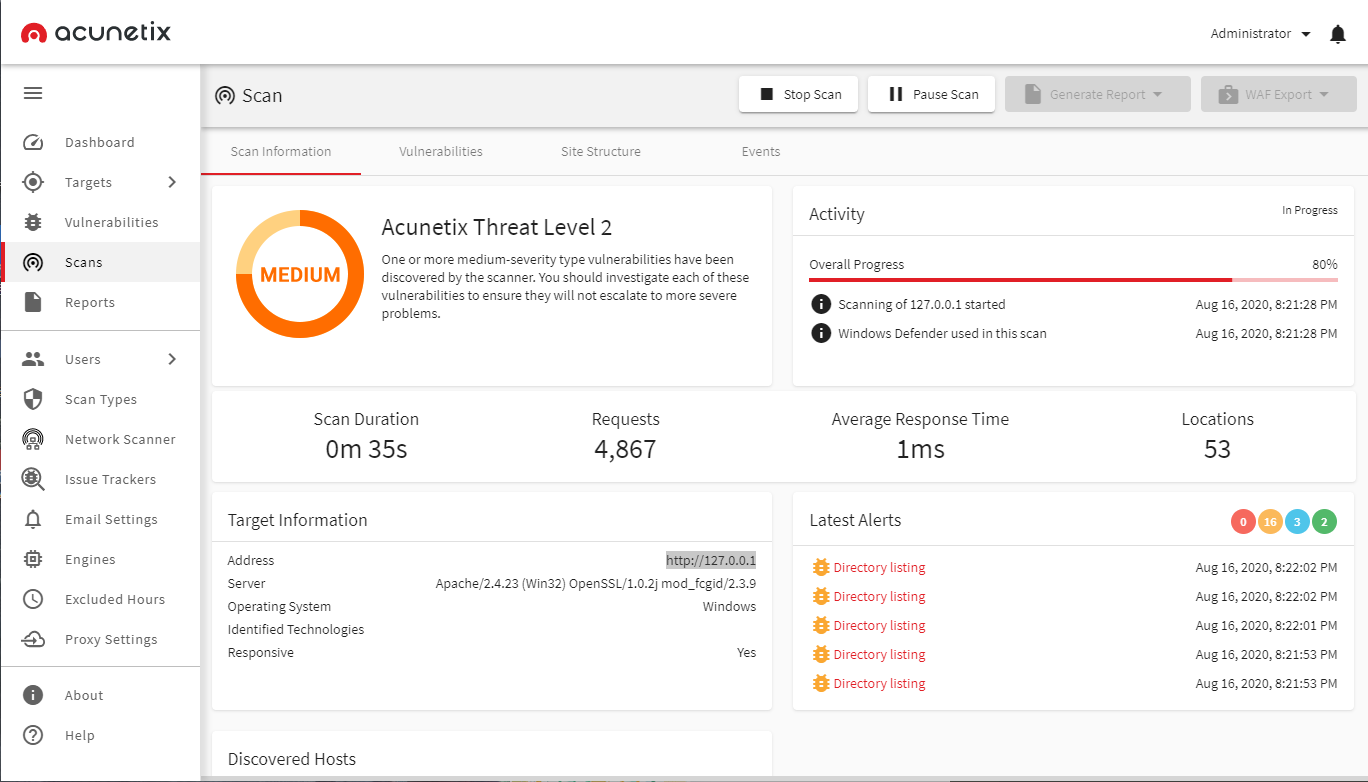 acunetix
Administrator
Dashboard
Targets
Vulnerabilities
Scans
Reports
Users
Scan Types
Network Scanner
Issue Trackers
Email Settings
Engines
Excluded Hours
Proxy Settings
About
Help
Scan
Stop Scan
Pause Scan
Generate Report
WAF Export
Scan Information
Vulnerabilities
Site Structure
Events
MEDIUM
Acunetix Threat Level 2
One or more medium-severity type vulnerabilities have been
discovered by the scanner. You should investigate each of these
vulnerabilities to ensure they will not escalate to more severe
problems.
Activity
In Progress
Overall Progress 80%
Scanning of 127.0.0.1 started Aug 16, 2020, 8:21:28 PM
Windows Defender used in this scan Aug 16, 2020, 8:21:28 PM
Scan Duration
0m 35s
Requests
4,867
Average Response Time
1ms
Locations
53
Target Information
Address http://127.0.0.1
Server Apache/2.4.23 (Win32) OpenSSL/1.0.2j mod_fcgid/2.3.9
Operating System Windows
Identified Technologies
Responsive Yes
Latest Alerts 0 16 3 2
Directory listing Aug 16, 2020, 8:22:02 PM
Directory listing Aug 16, 2020, 8:22:02 PM
Directory listing Aug 16, 2020, 8:22:01 PM
Directory listing Aug 16, 2020, 8:21:53 PM
Directory listing Aug 16, 2020, 8:21:53 PM
Discovered Hosts